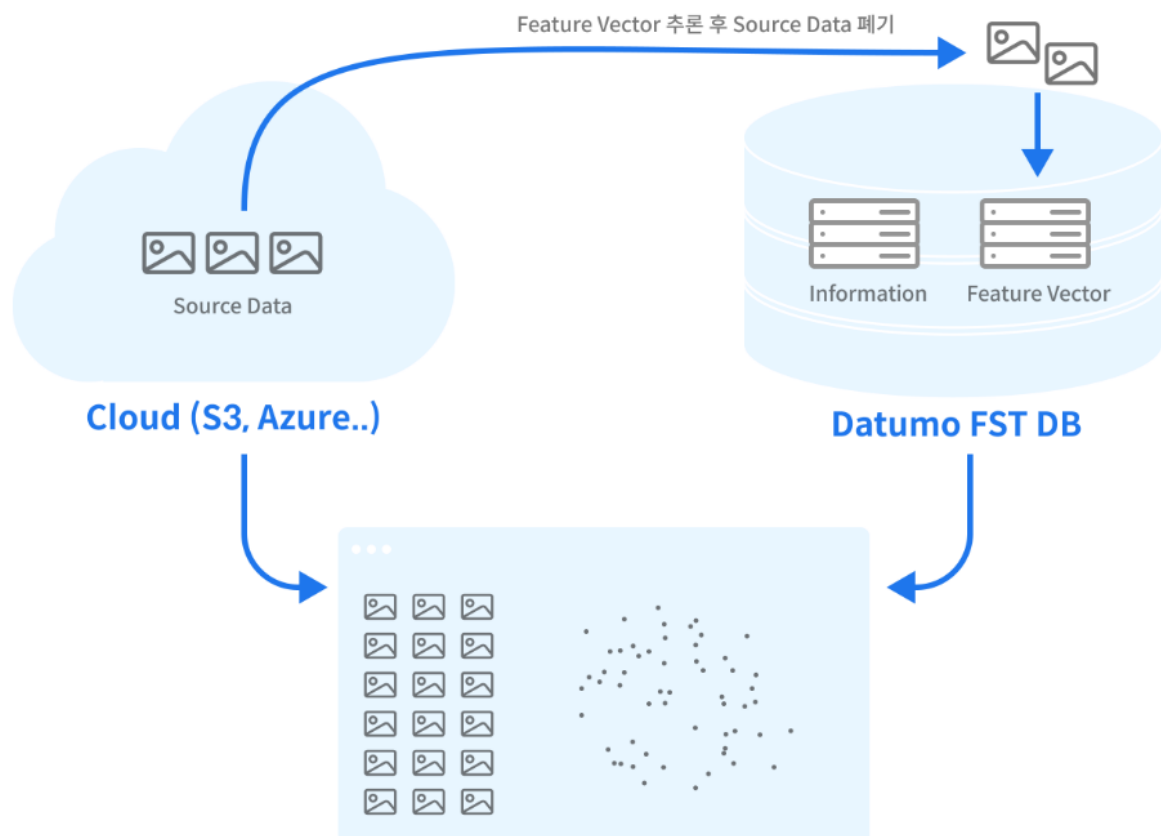 Feature Vector 추론 후 Source Data 폐기
Source Data
Information
Feature Vector
Cloud (S3, Azure..)
Datumo FST DB